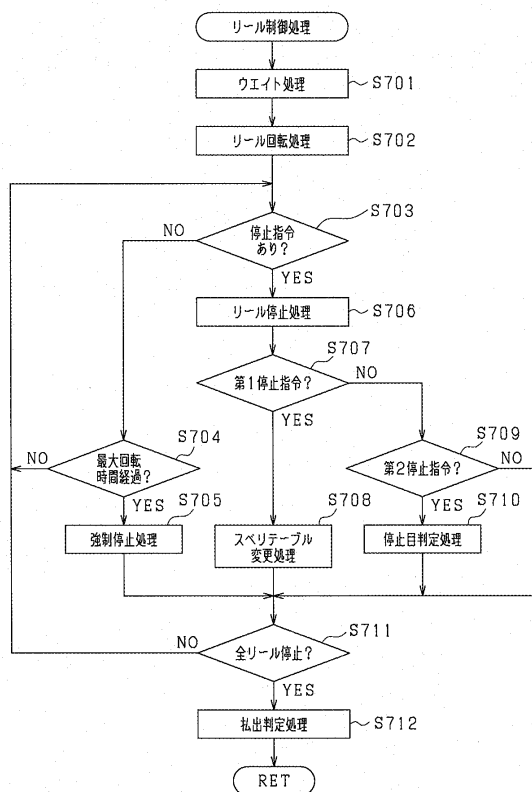 リール制御処理
ウエイト処理
S701
リール回転処理
S702
S703
停止指令
あり?
NO
YES
リール停止処理
S706
S707
第1停止指令?
NO
YES
S704
最大回転
時間経過?
NO
YES
S705
強制停止処理
S708
スベリテーブル
変更処理
S709
第2停止指令?
NO
YES
S710
停止目判定処理
S711
全リール停止?
NO
YES
払出判定処理
S712
RET